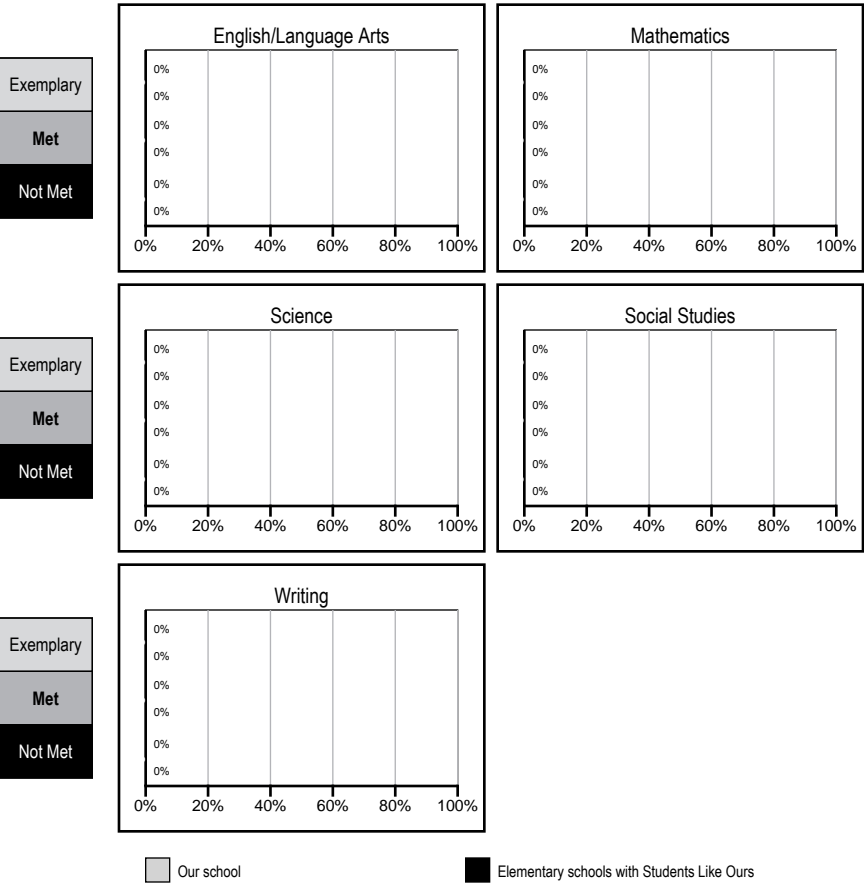 English/Language Arts
Exemplary
Met
Not Met
0%
0%
0%
0%
0%
0%
0% 20% 40% 60% 80% 100%
Mathematics
0%
0%
0%
0%
0%
0%
0% 20% 40% 60% 80% 100%
Science
Exemplary
Met
Not Met
0%
0%
0%
0%
0%
0%
0% 20% 40% 60% 80% 100%
Social Studies
0%
0%
0%
0%
0%
0%
0% 20% 40% 60% 80% 100%
Writing
Exemplary
Met
Not Met
0%
0%
0%
0%
0%
0%
0% 20% 40% 60% 80% 100%
Our school
Elementary schools with Students Like Ours